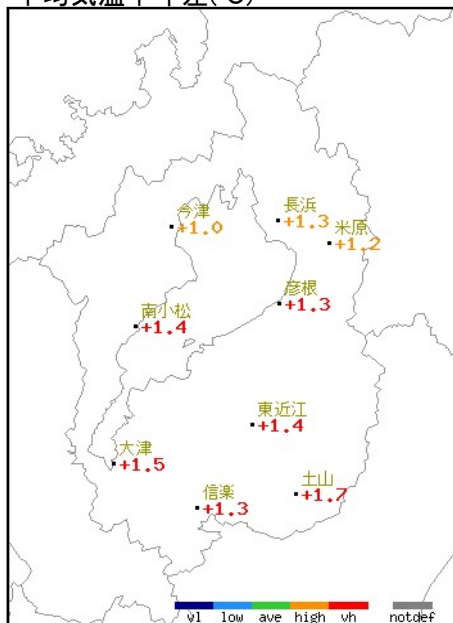 平均気温平年差(℃)
今津
+1.0
長浜
+1.3
米原
+1.2
彦根
+1.3
南小松
+1.4
東近江
+1.4
大津
+1.5
信楽
+1.3
土山
+1.7
vl low ave high vh notdef